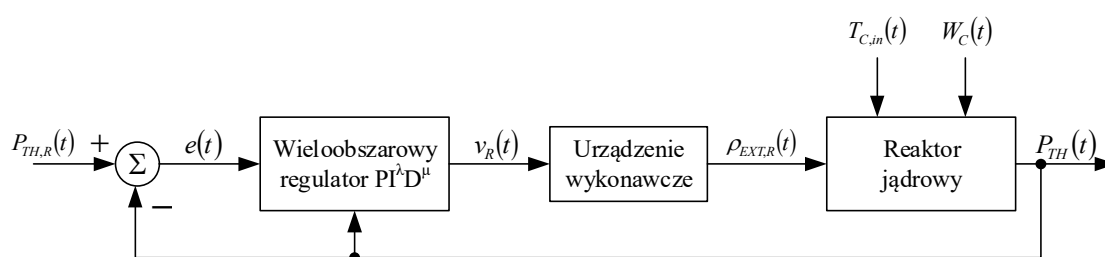 T_{C,in}(t) W_C(t)
P_{TH,R}(t) + Σ e(t) Wieloobszarowy regulator PI^λD^μ v_R(t) Urządzenie wykonawcze ρ_{EXT,R}(t) Reaktor jądrowy P_{TH}(t)
−